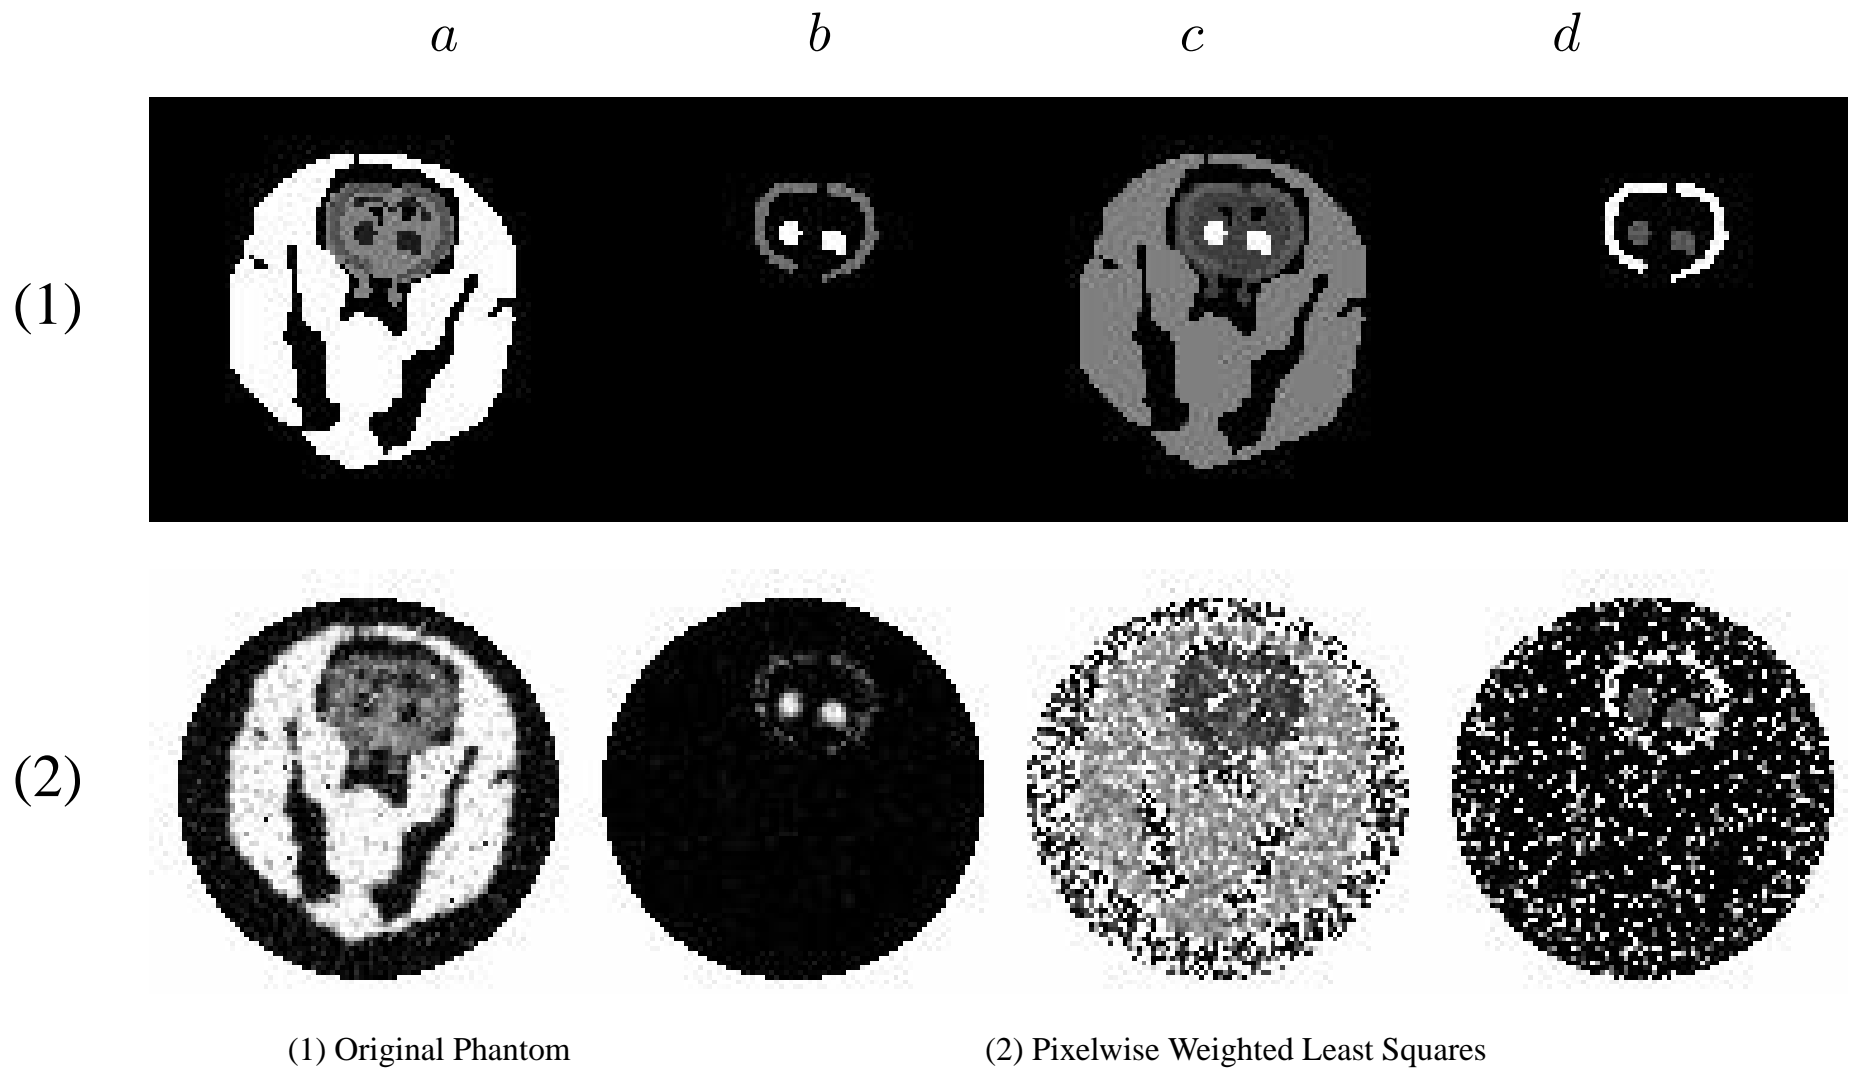 a b c d
(1)
(2)
(1) Original Phantom (2) Pixelwise Weighted Least Squares